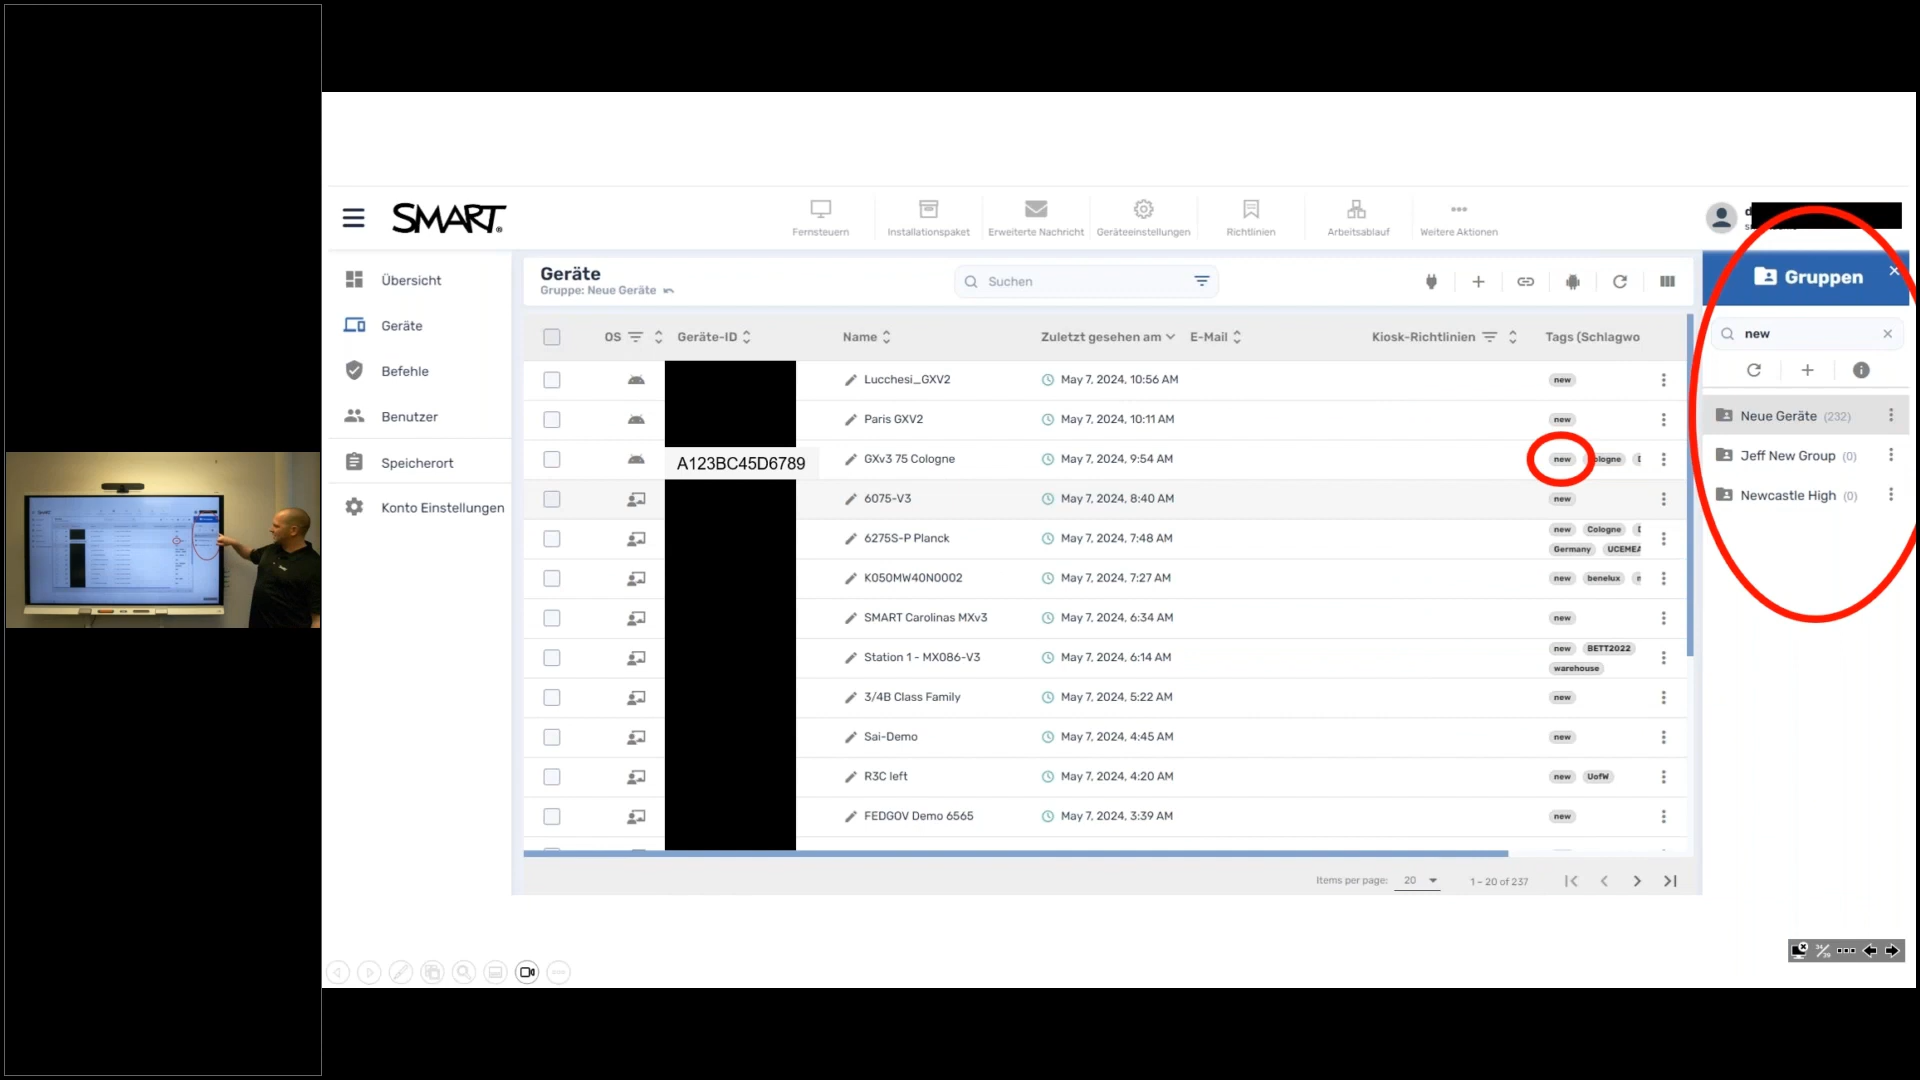 SMART
Fernsteuern
Installationspaket
Erweiterte Nachricht
Geräteeinstellungen
Richtlinien
Arbeitsablauf
Weitere Aktionen
Übersicht
Geräte
Befehle
Benutzer
Speicherort
Konto Einstellungen
Geräte
Gruppe: Neue Geräte
Suchen
OS Geräte-ID Name Zuletzt gesehen am E-Mail Kiosk-Richtlinien Tags (Schlagwo
Lucchesi_GXV2 May 7, 2024, 10:56 AM new
Paris GXV2 May 7, 2024, 10:11 AM new
A123BC45D6789 GXv3 75 Cologne May 7, 2024, 9:54 AM new ologne
6075-V3 May 7, 2024, 8:40 AM new
6275S-P Planck May 7, 2024, 7:48 AM new Cologne
Germany UCEMEA
K050MW40N0002 May 7, 2024, 7:27 AM new benelux
SMART Carolinas MXv3 May 7, 2024, 6:34 AM new
Station 1 - MX086-V3 May 7, 2024, 6:14 AM new BETT2022
warehouse
3/4B Class Family May 7, 2024, 5:22 AM new
Sai-Demo May 7, 2024, 4:45 AM new
R3C left May 7, 2024, 4:20 AM new UofW
FEDGOV Demo 6565 May 7, 2024, 3:39 AM new
Items per page: 20 1 – 20 of 237
Gruppen
new
Neue Geräte (232)
Jeff New Group (0)
Newcastle High (0)